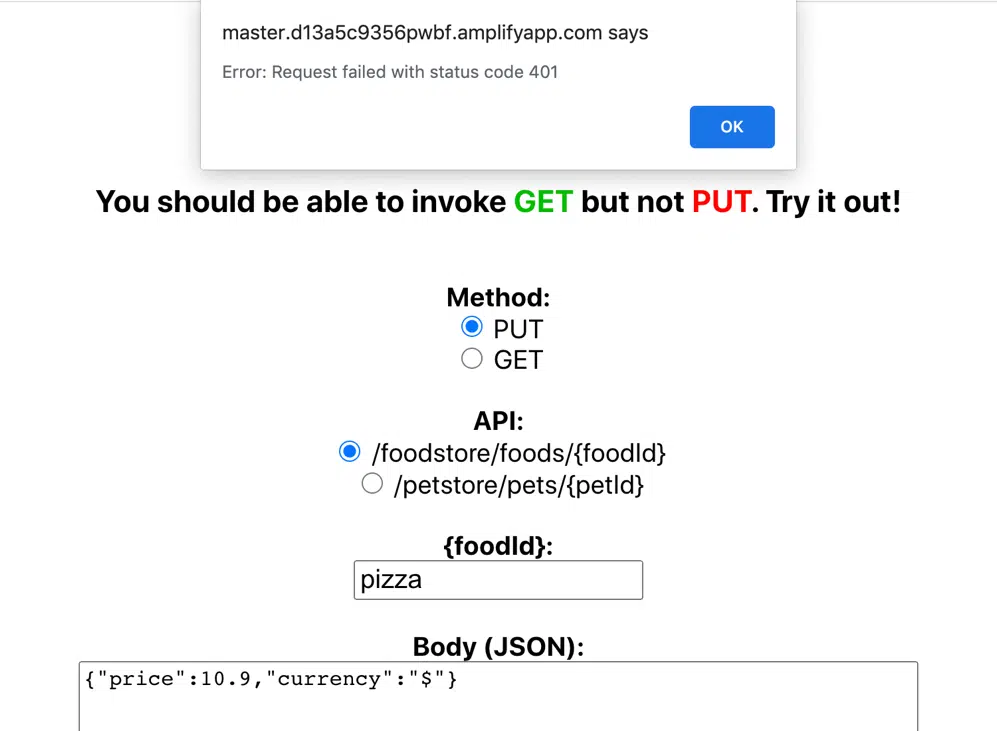 master.d13a5c9356pwbf.amplifyapp.com says
Error: Request failed with status code 401
OK
You should be able to invoke GET but not PUT. Try it out!
Method:
PUT
GET
API:
/foodstore/foods/{foodId}
/petstore/pets/{petId}
{foodId}:
pizza
Body (JSON):
{"price":10.9,"currency":"$"}